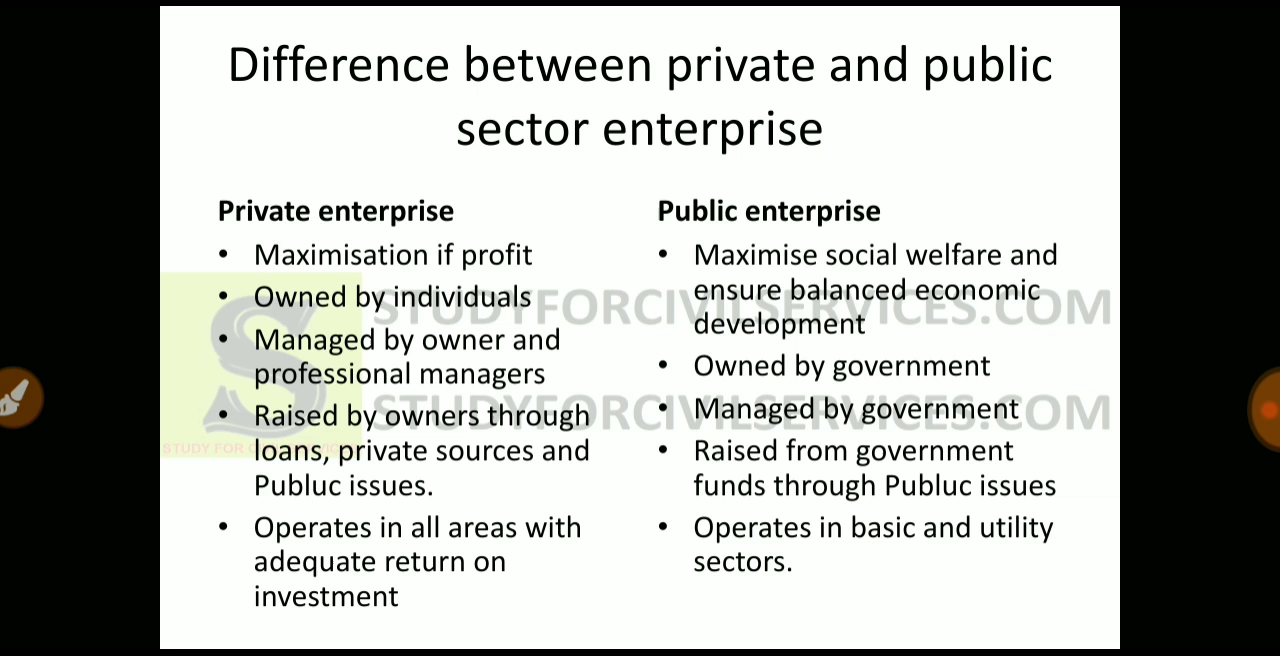 Difference between private and public
sector enterprise
Private enterprise
• Maximisation if profit
• Owned by individuals
• Managed by owner and
professional managers
• Raised by owners through
loans, private sources and
Publuc issues.
• Operates in all areas with
adequate return on
investment
Public enterprise
• Maximise social welfare and
ensure balanced economic
development
• Owned by government
• Managed by government
• Raised from government
funds through Publuc issues
• Operates in basic and utility
sectors.
STUDYFORCIVILSERVICES.COM
STUDYFORCIVILSERVICES.COM
STUDY FOR